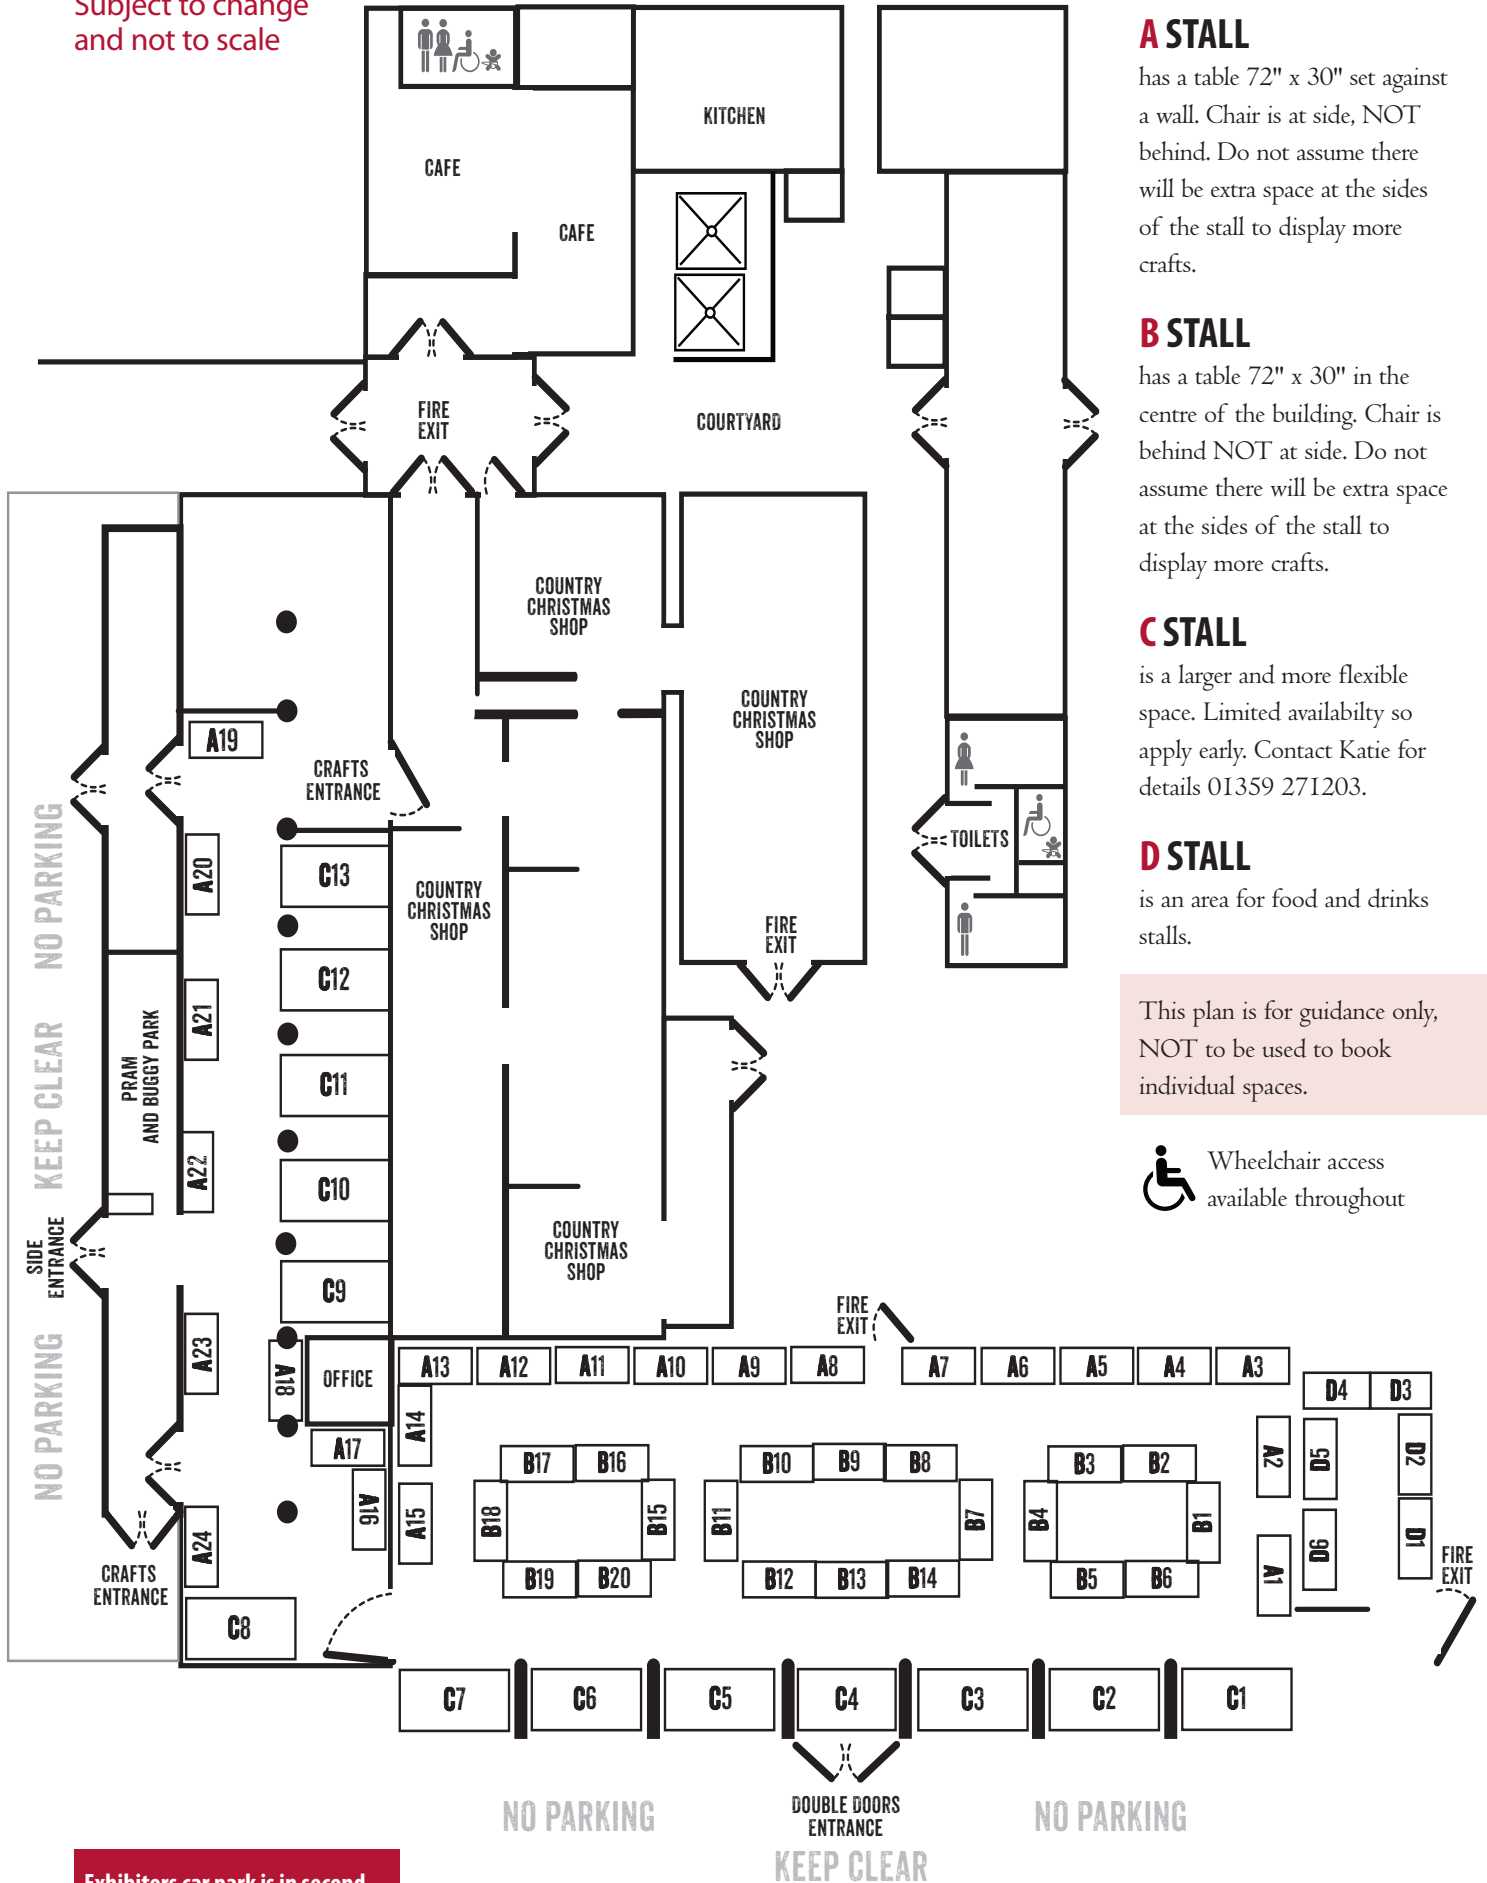 Subject to change
and not to scale
KITCHEN
CAFE
CAFE
FIRE
EXIT
COURTYARD
COUNTRY
CHRISTMAS
SHOP
COUNTRY
CHRISTMAS
SHOP
A19
CRAFTS
ENTRANCE
TOILETS
NO PARKING
A20
C13
COUNTRY
CHRISTMAS
SHOP
FIRE
EXIT
C12
A21
KEEP CLEAR
PRAM
AND BUGGY PARK
C11
A22
C10
SIDE
ENTRANCE
COUNTRY
CHRISTMAS
SHOP
C9
FIRE
EXIT
NO PARKING
A23
A18
OFFICE
A13
A12
A11
A10
A9
A8
A7
A6
A5
A4
A3
D4
D3
A14
A17
B17
B16
B10
B9
B8
B3
B2
A2
D5
D2
A16
A15
B18
B15
B11
B7
B4
B1
A24
D6
D1
FIRE
EXIT
CRAFTS
ENTRANCE
B19
B20
B12
B13
B14
B5
B6
A1
C8
C7
C6
C5
C4
C3
C2
C1
NO PARKING
DOUBLE DOORS
ENTRANCE
NO PARKING
KEEP CLEAR
A STALL
has a table 72" x 30" set against
a wall. Chair is at side, NOT
behind. Do not assume there
will be extra space at the sides
of the stall to display more
crafts.
B STALL
has a table 72" x 30" in the
centre of the building. Chair is
behind NOT at side. Do not
assume there will be extra space
at the sides of the stall to
display more crafts.
C STALL
is a larger and more flexible
space. Limited availabilty so
apply early. Contact Katie for
details 01359 271203.
D STALL
is an area for food and drinks
stalls.
This plan is for guidance only,
NOT to be used to book
individual spaces.
Wheelchair access
available throughout
Exhibitors car park is in second